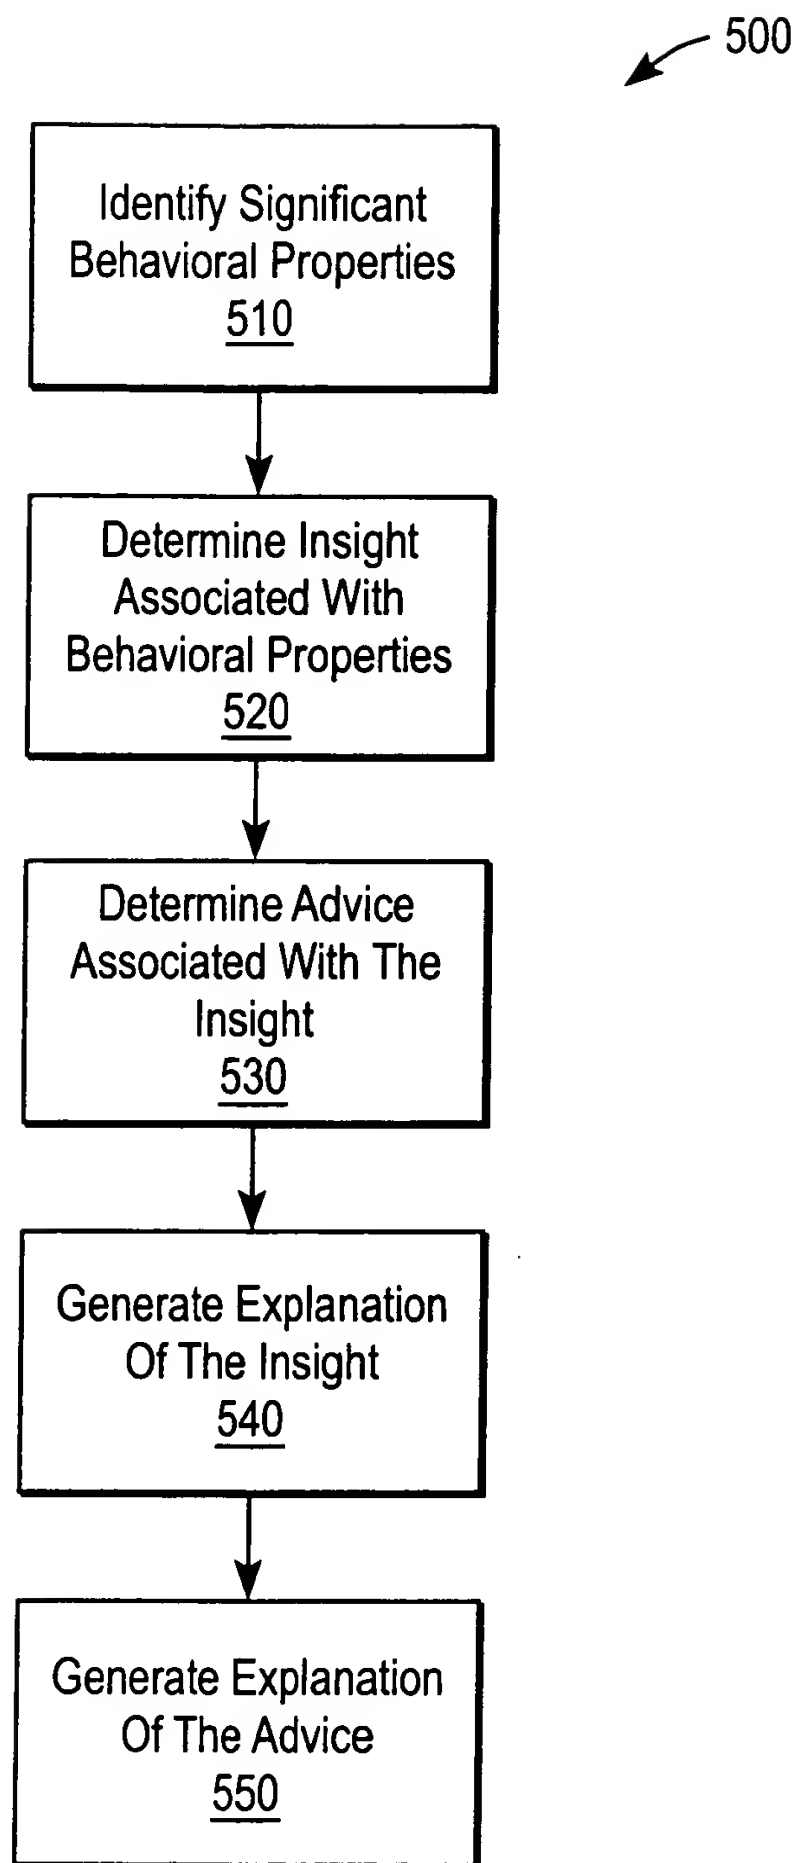 500
Identify Significant
Behavioral Properties
510
Determine Insight
Associated With
Behavioral Properties
520
Determine Advice
Associated With The
Insight
530
Generate Explanation
Of The Insight
540
Generate Explanation
Of The Advice
550